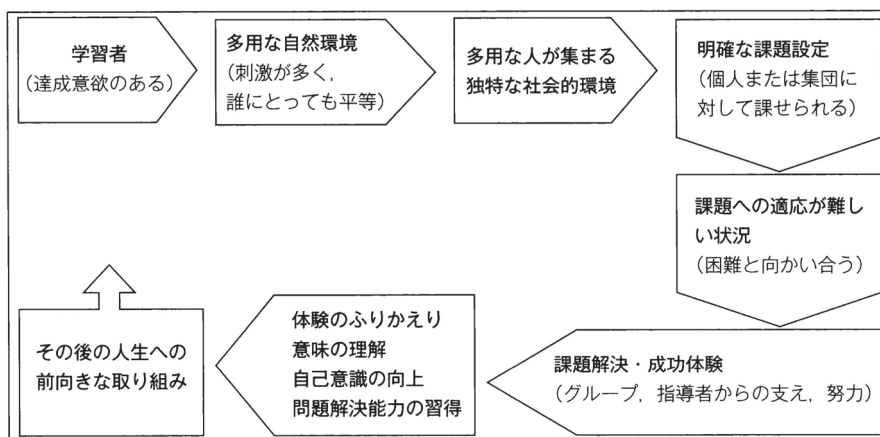 学習者
(達成意欲のある)
多用な自然環境
(刺激が多く,
誰にとっても平等)
多用な人が集まる
独特な社会的環境
明確な課題設定
(個人または集団に
対して課せられる)
課題への適応が難し
い状況
(困難と向かい合う)
課題解決・成功体験
(グループ, 指導者からの支え, 努力)
体験のふりかえり
意味の理解
自己意識の向上
問題解決能力の習得
その後の人生への
前向きな取り組み